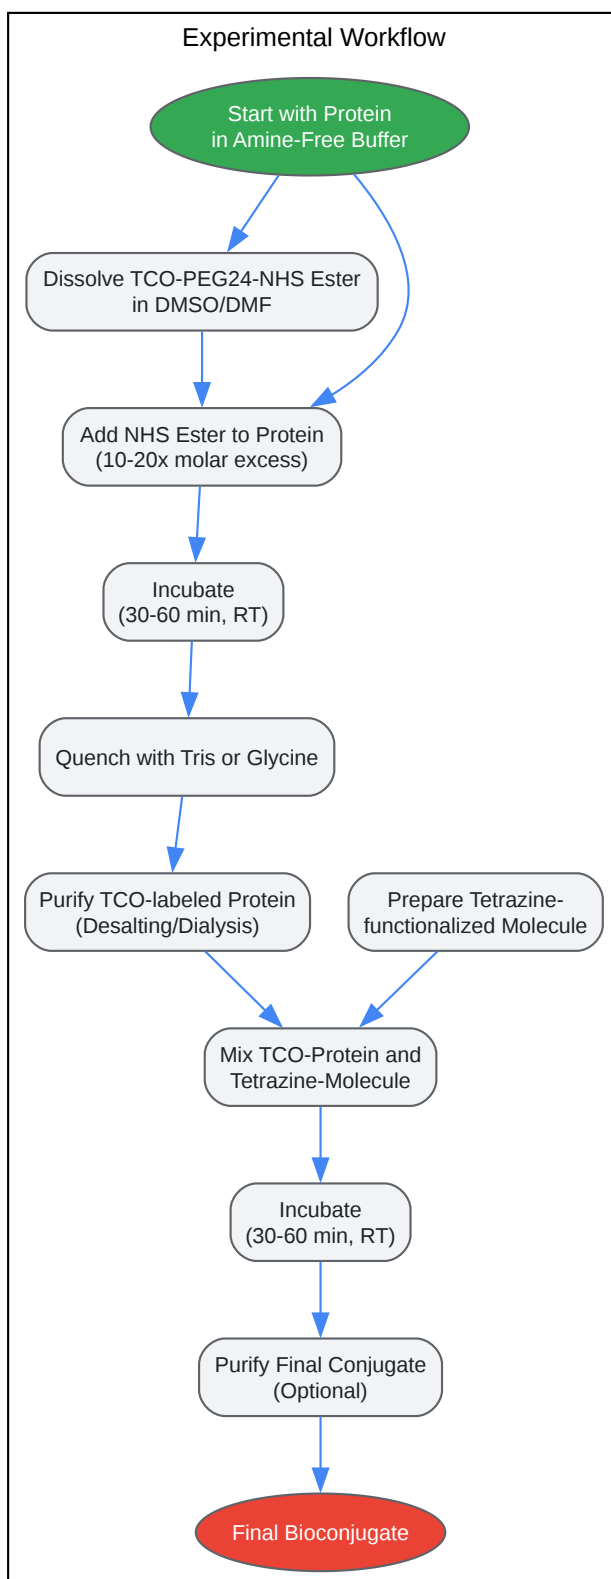 Experimental Workflow
Start with Protein
in Amine-Free Buffer
Dissolve TCO-PEG24-NHS Ester
in DMSO/DMF
Add NHS Ester to Protein
(10-20x molar excess)
Incubate
(30-60 min, RT)
Quench with Tris or Glycine
Purify TCO-labeled Protein
(Desalting/Dialysis)
Prepare Tetrazine-
functionalized Molecule
Mix TCO-Protein and
Tetrazine-Molecule
Incubate
(30-60 min, RT)
Purify Final Conjugate
(Optional)
Final Bioconjugate